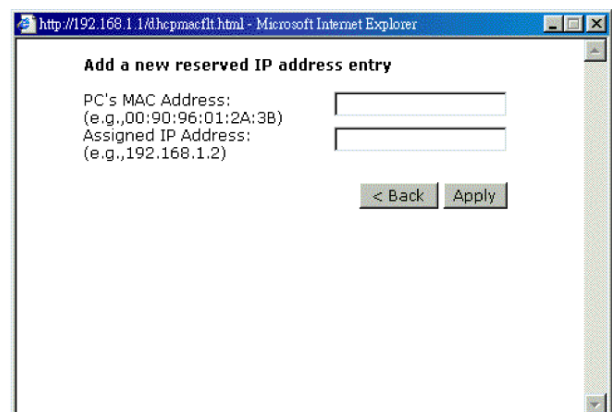 http://192.168.1.1/dhcpmacflt.html - Microsoft Internet Explorer
Add a new reserved IP address entry
PC's MAC Address:
(e.g.,00:90:96:01:2A:3B)
Assigned IP Address:
(e.g.,192.168.1.2)
< Back Apply